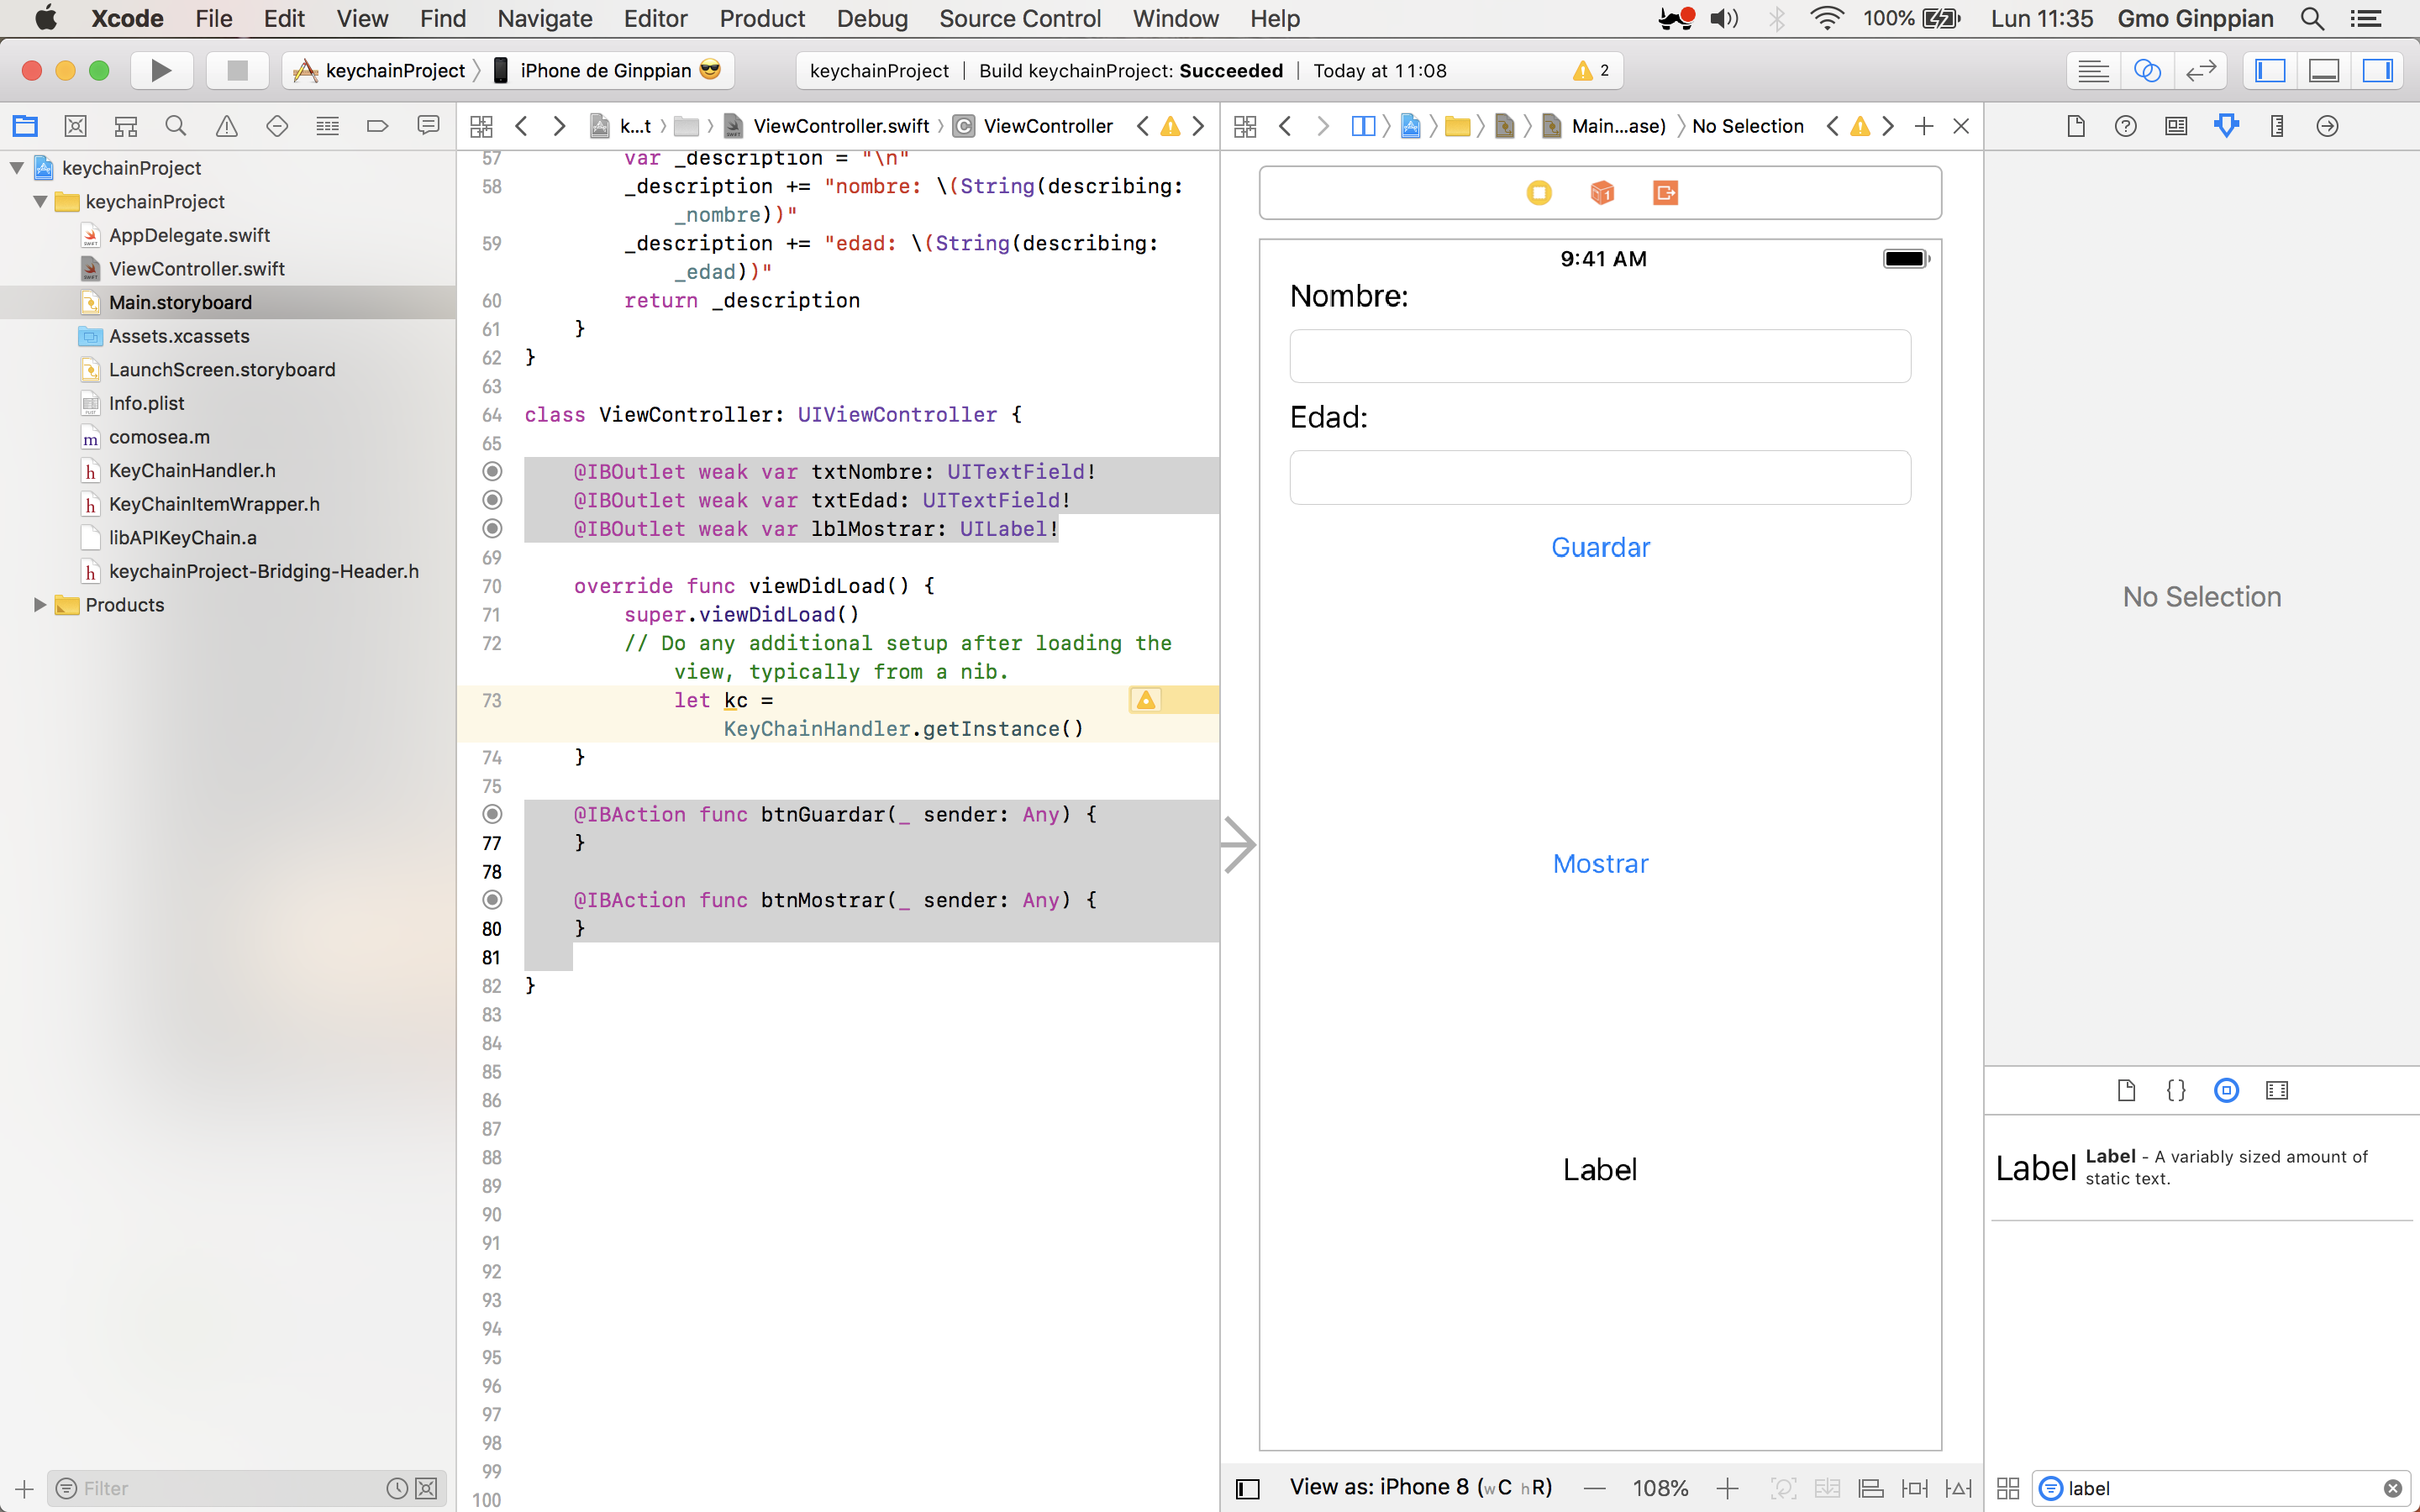 Xcode File Edit View Find Navigate Editor Product Debug Source Control Window Help 100% Lun 11:35 Gmo Ginppian
keychainProject iPhone de Ginppian 😎 keychainProject | Build keychainProject: Succeeded | Today at 11:08 2
k...t ViewController.swift ViewController Main...ase) No Selection
keychainProject
keychainProject
AppDelegate.swift
ViewController.swift
Main.storyboard
Assets.xcassets
LaunchScreen.storyboard
Info.plist
comosea.m
KeyChainHandler.h
KeyChainItemWrapper.h
libAPIKeyChain.a
keychainProject-Bridging-Header.h
Products
Filter
57 var _description = "\n"
58 _description += "nombre: \(String(describing:
_nombre))"
59 _description += "edad: \(String(describing:
_edad))"
60 return _description
61 }
62 }
63
64 class ViewController: UIViewController {
65
@IBOutlet weak var txtNombre: UITextField!
@IBOutlet weak var txtEdad: UITextField!
@IBOutlet weak var lblMostrar: UILabel!
69
70 override func viewDidLoad() {
71 super.viewDidLoad()
72 // Do any additional setup after loading the
view, typically from a nib.
73 let kc =
KeyChainHandler.getInstance()
74 }
75
@IBAction func btnGuardar(_ sender: Any) {
77 }
78
@IBAction func btnMostrar(_ sender: Any) {
80 }
81
82 }
83
84
85
86
87
88
89
90
91
92
93
94
95
96
97
98
99
100
9:41 AM
Nombre:
Edad:
Guardar
Mostrar
Label
View as: iPhone 8 (wC hR) — 108% +
No Selection
{}
Label Label - A variably sized amount of
static text.
label